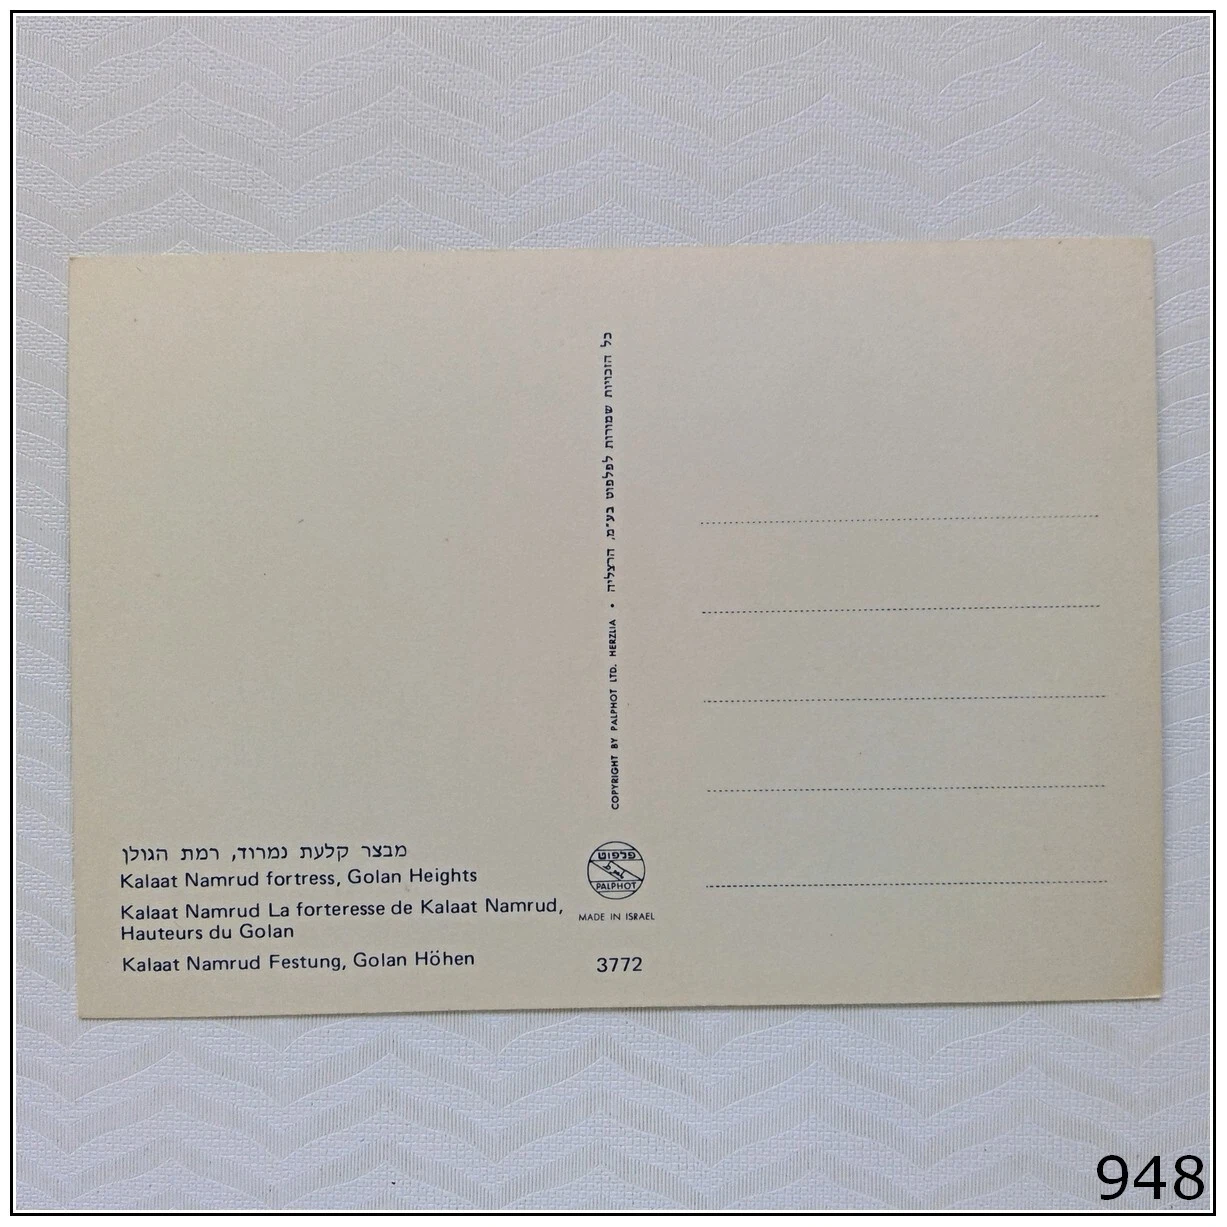 מבצר קלעת נמרוד, רמת הגולן
Kalaat Namrud fortress, Golan Heights
Kalaat Namrud La forteresse de Kalaat Namrud,
Hauteurs du Golan
Kalaat Namrud Festung, Golan Höhen
COPYRIGHT BY PALPHOT LTD. HERZLIA • כל הזכויות שמורות לפלפוט בע"מ, הרצליה
פלפוט
PALPHOT
MADE IN ISRAEL
3772
948